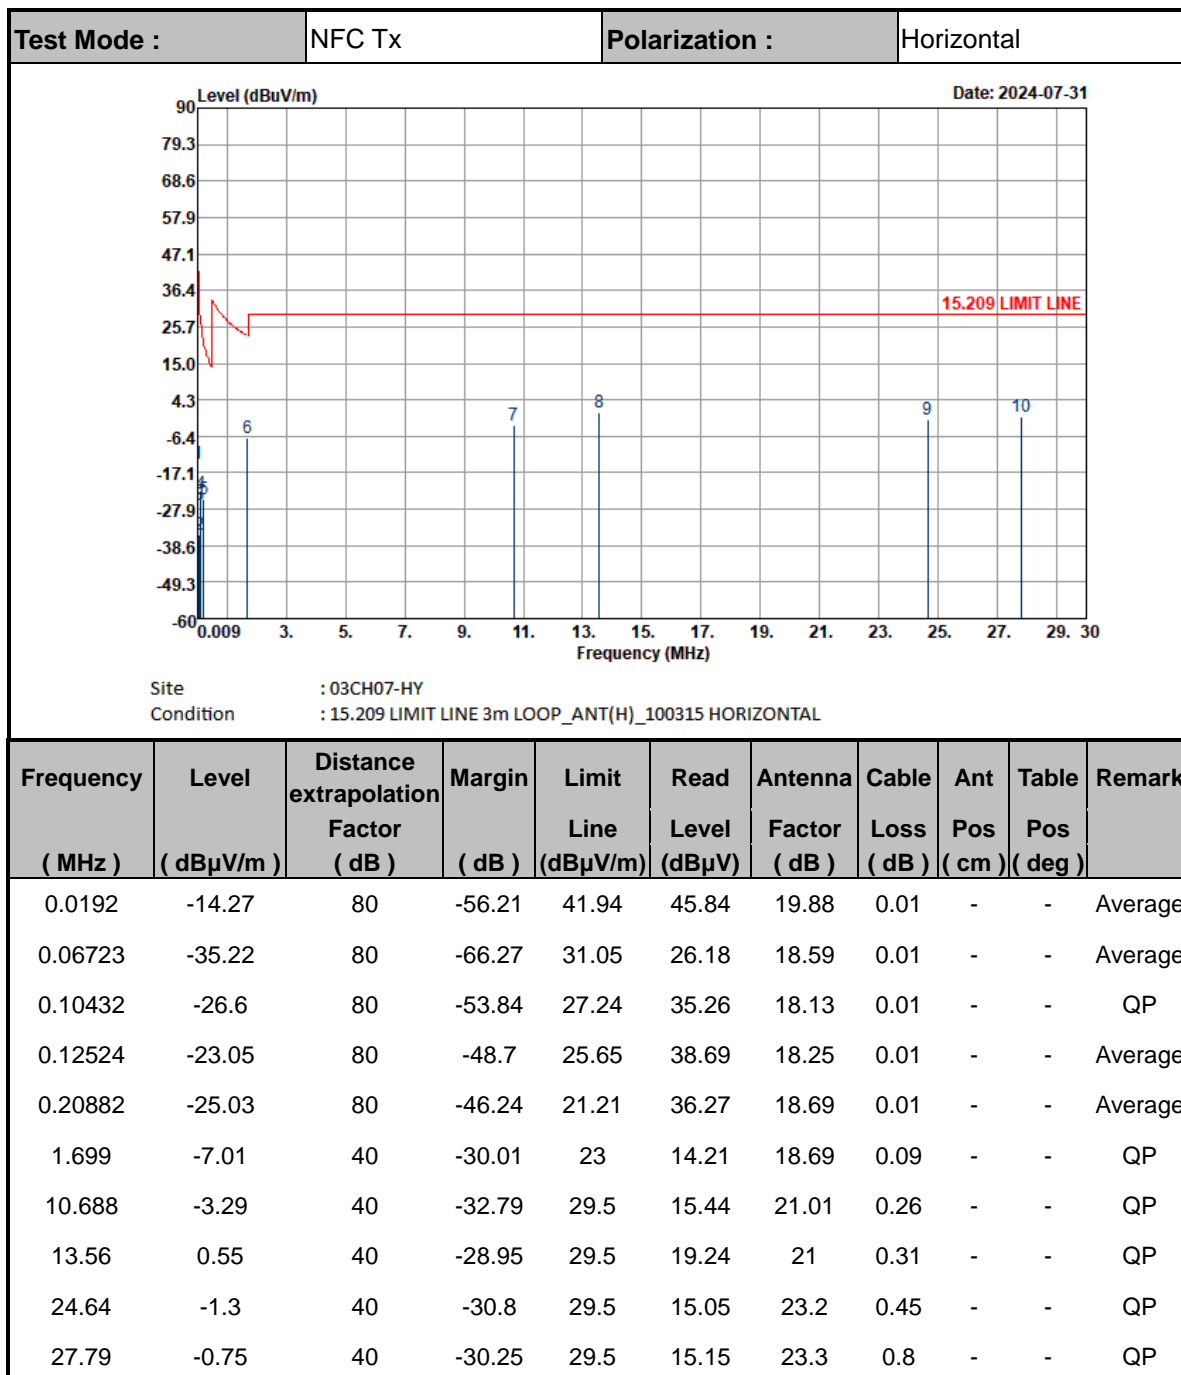 Test Mode : NFC Tx Polarization : Horizontal
Level (dBuV/m) Date: 2024-07-31
90
79.3
68.6
57.9
47.1
36.4
15.209 LIMIT LINE
25.7
15.0
4.3
8
10
9
7
6
-6.4
-17.1
5
-27.9
-38.6
-49.3
-60
0.009 3. 5. 7. 9. 11. 13. 15. 17. 19. 21. 23. 25. 27. 29. 30
Frequency (MHz)
Site : 03CH07-HY
Condition : 15.209 LIMIT LINE 3m LOOP_ANT(H)_100315 HORIZONTAL
Frequency Level Distance extrapolation Margin Limit Read Antenna Cable Ant Table Remark
Factor Line Level Factor Loss Pos Pos
( MHz ) ( dBµV/m ) ( dB ) ( dB ) (dBµV/m) (dBµV) ( dB ) ( dB ) ( cm ) ( deg )
0.0192 -14.27 80 -56.21 41.94 45.84 19.88 0.01 - - Average
0.06723 -35.22 80 -66.27 31.05 26.18 18.59 0.01 - - Average
0.10432 -26.6 80 -53.84 27.24 35.26 18.13 0.01 - - QP
0.12524 -23.05 80 -48.7 25.65 38.69 18.25 0.01 - - Average
0.20882 -25.03 80 -46.24 21.21 36.27 18.69 0.01 - - Average
1.699 -7.01 40 -30.01 23 14.21 18.69 0.09 - - QP
10.688 -3.29 40 -32.79 29.5 15.44 21.01 0.26 - - QP
13.56 0.55 40 -28.95 29.5 19.24 21 0.31 - - QP
24.64 -1.3 40 -30.8 29.5 15.05 23.2 0.45 - - QP
27.79 -0.75 40 -30.25 29.5 15.15 23.3 0.8 - - QP